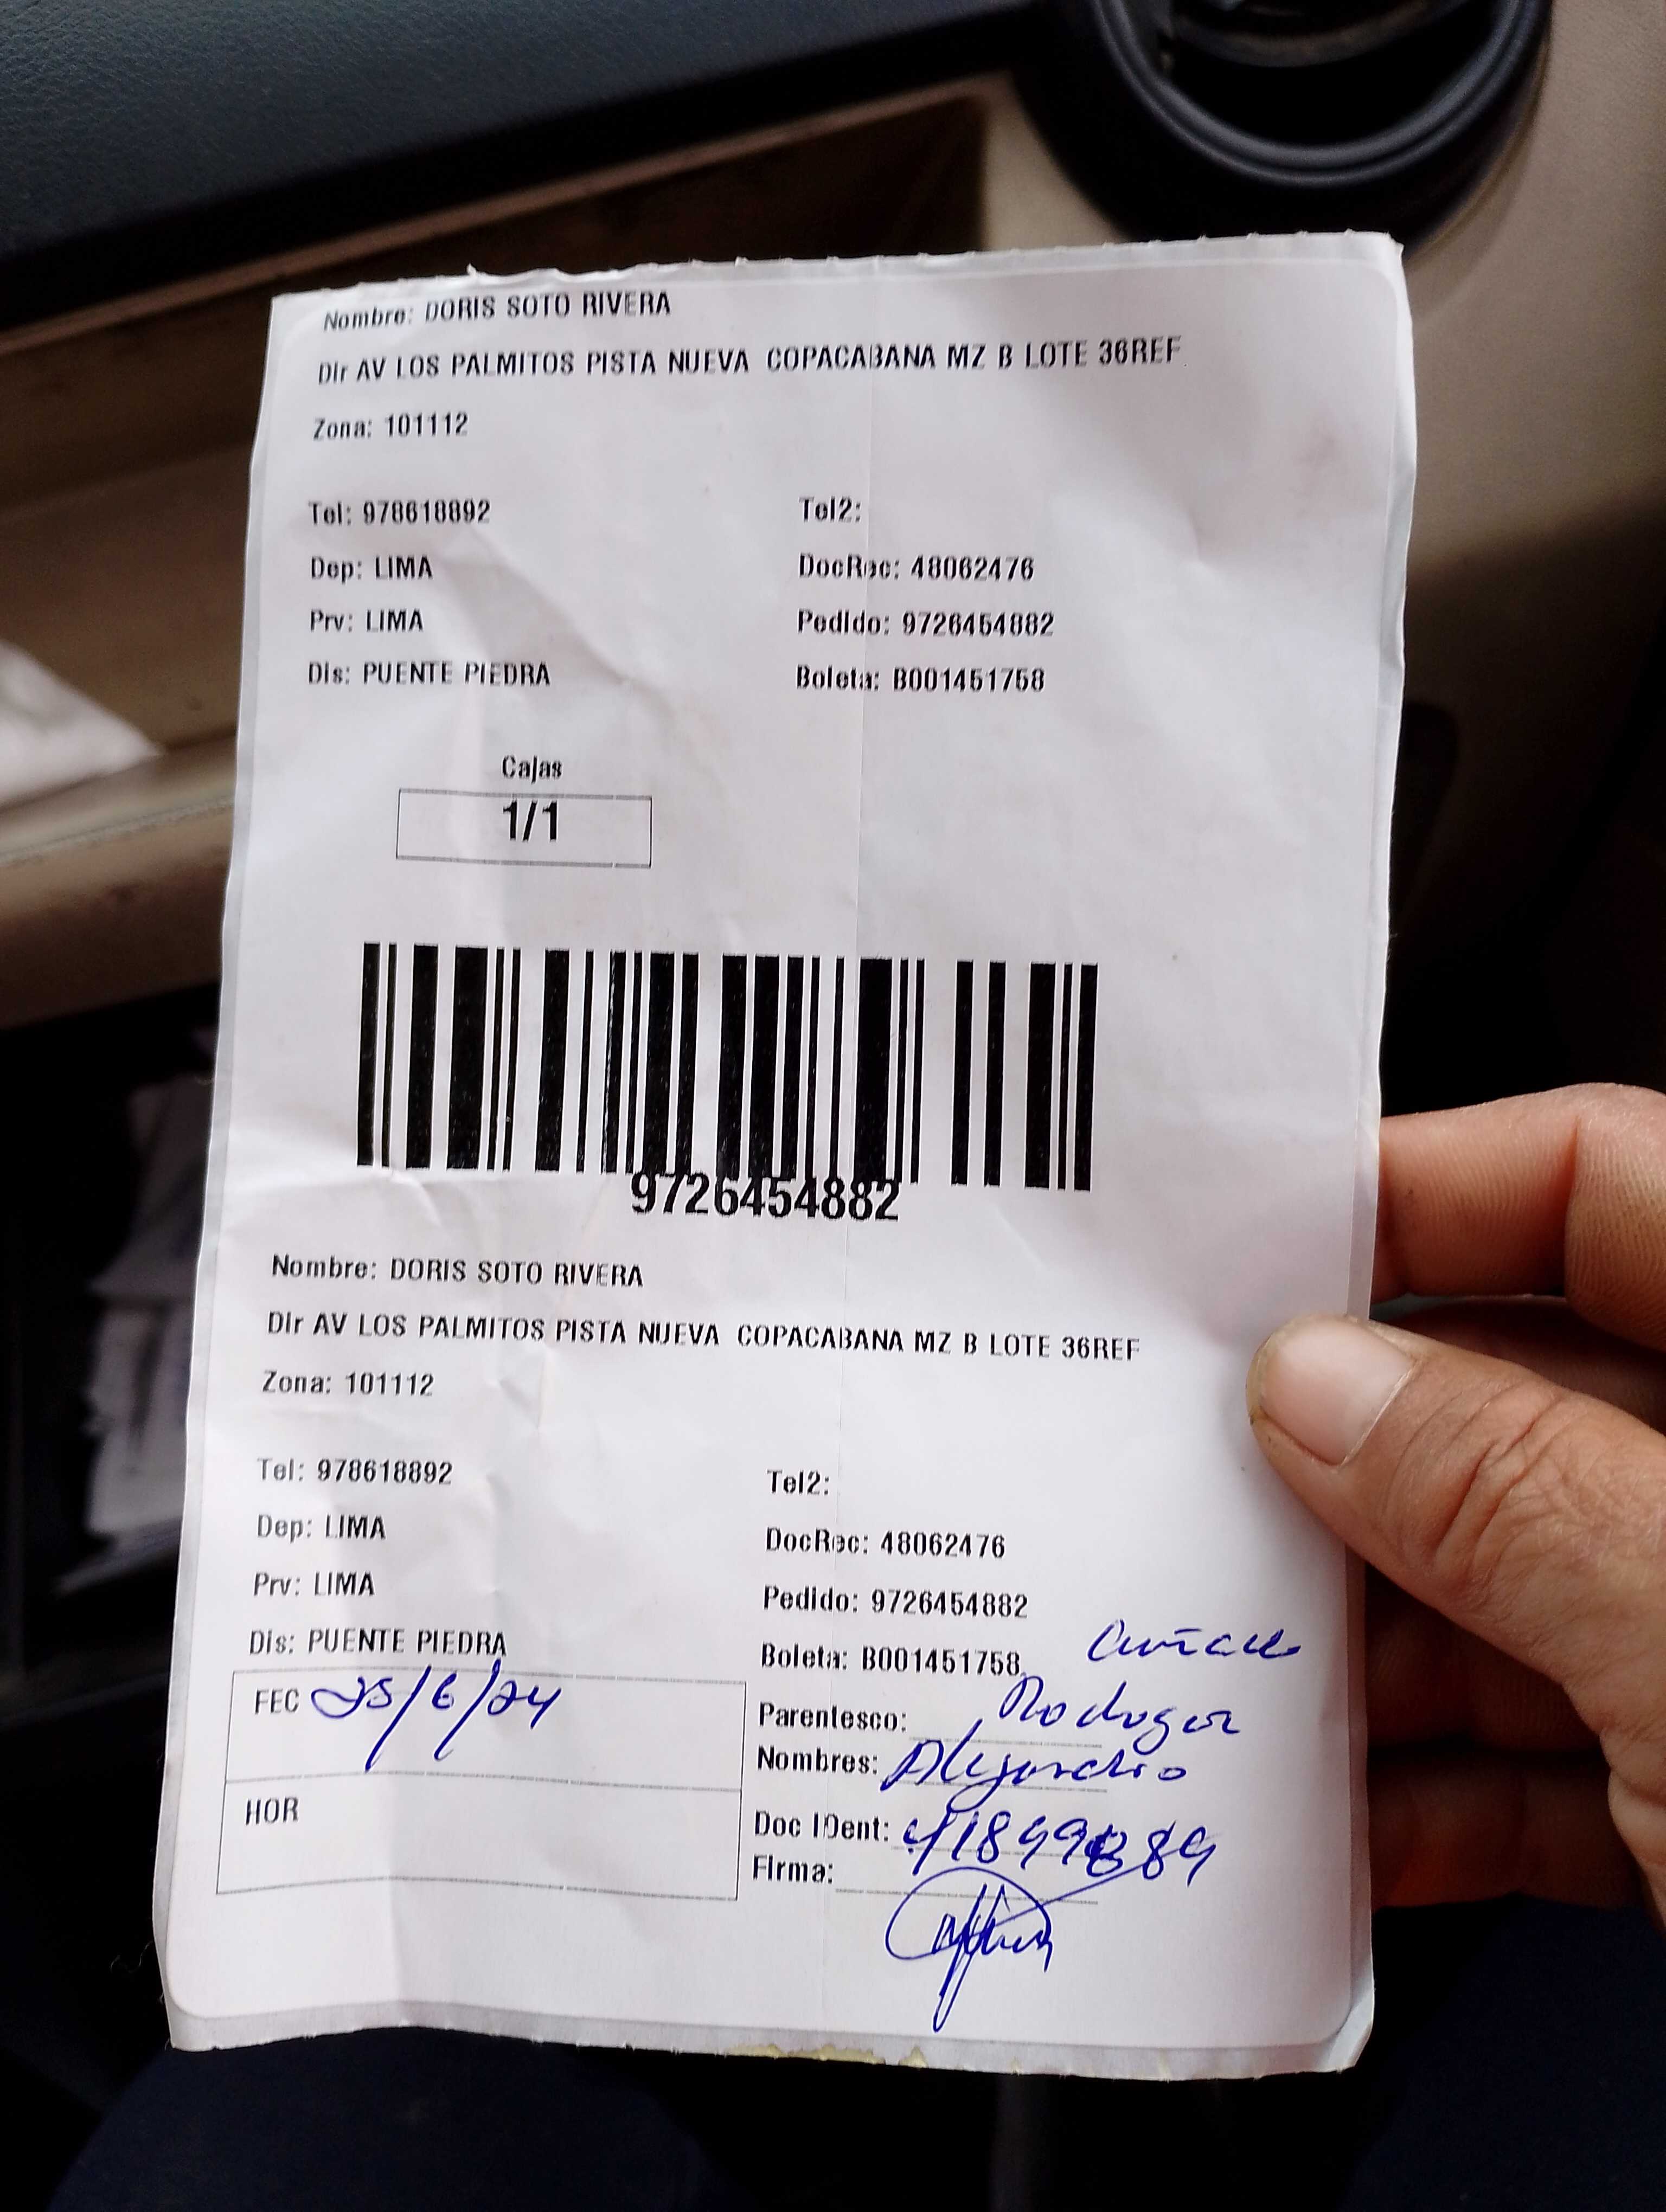 Nombre: DORIS SOTO RIVERA
Dir AV LOS PALMITOS PISTA NUEVA COPACABANA MZ B LOTE 36REF
Zona: 101112
Tel: 978618892 Tel2:
Dep: LIMA DocRec: 48062476
Prv: LIMA Pedido: 9726454882
Dis: PUENTE PIEDRA Boleta: B001451758
Cajas
1/1
9726454882
Nombre: DORIS SOTO RIVERA
Dir AV LOS PALMITOS PISTA NUEVA COPACABANA MZ B LOTE 36REF
Zona: 101112
Tel: 978618892 Tel2:
Dep: LIMA DocRec: 48062476
Prv: LIMA Pedido: 9726454882
Dis: PUENTE PIEDRA Boleta: B001451758
FEC 25/6/24 Parentesco:
Nombres: Alejandro
HOR Doc IDent:
Firma: